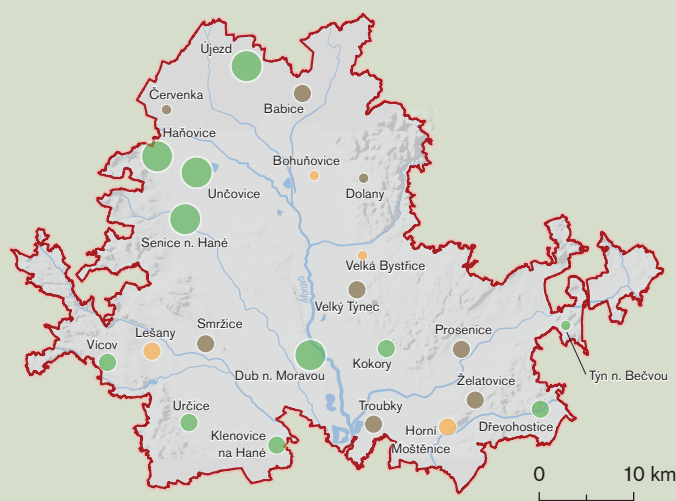 Újezd
Babice
Červenka
Haňovice
Bohuňovice
Dolany
Unčovice
Senice n. Hané
Velká Bystřice
Morava
Velký Týnec
Smržice
Lešany
Vícov
Prosenice
Kokory
Dub n. Moravou
Týn n. Bečvou
Želatovice
Určice
Troubky
Dřevohostice
Horní
Moštěnice
Klenovice
na Hané
0 10 km